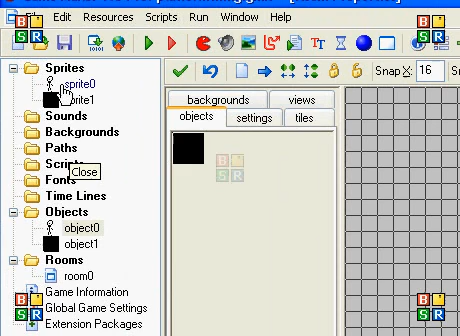 Edit Resources Scripts Run Window Help
Snap X: 16 Snap
Sprites
sprite0
sprite1
Sounds
Backgrounds
Paths
Scripts
Close
Fonts
Time Lines
Objects
object0
object1
Rooms
room0
Game Information
Global Game Settings
Extension Packages
backgrounds views
objects settings tiles
B S R
B S R
B S R
B S R
B S R